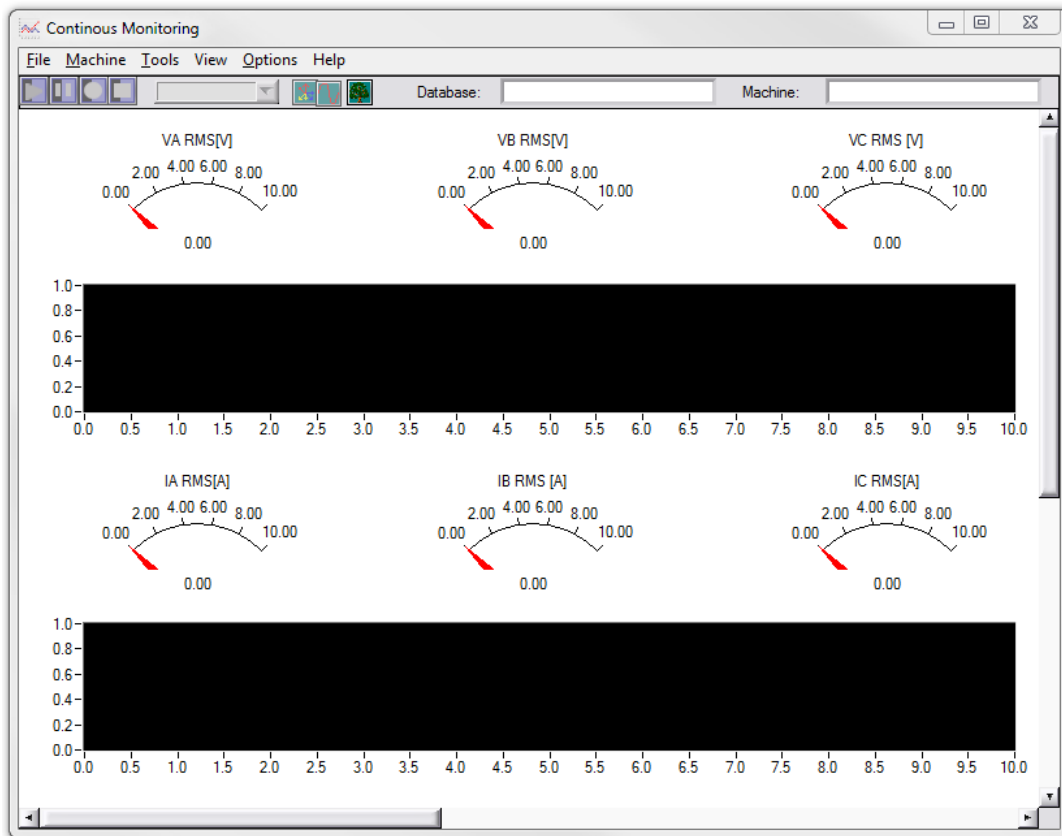 Continous Monitoring
File Machine Tools View Options Help
Database: Machine:
VA RMS[V] VB RMS[V] VC RMS [V]
0.00 2.00 4.00 6.00 8.00 10.00 0.00 2.00 4.00 6.00 8.00 10.00 0.00 2.00 4.00 6.00 8.00 10.00
0.00 0.00 0.00
1.0
0.8
0.6
0.4
0.2
0.0
0.0 0.5 1.0 1.5 2.0 2.5 3.0 3.5 4.0 4.5 5.0 5.5 6.0 6.5 7.0 7.5 8.0 8.5 9.0 9.5 10.0
IA RMS[A] IB RMS [A] IC RMS[A]
0.00 2.00 4.00 6.00 8.00 10.00 0.00 2.00 4.00 6.00 8.00 10.00 0.00 2.00 4.00 6.00 8.00 10.00
0.00 0.00 0.00
1.0
0.8
0.6
0.4
0.2
0.0
0.0 0.5 1.0 1.5 2.0 2.5 3.0 3.5 4.0 4.5 5.0 5.5 6.0 6.5 7.0 7.5 8.0 8.5 9.0 9.5 10.0